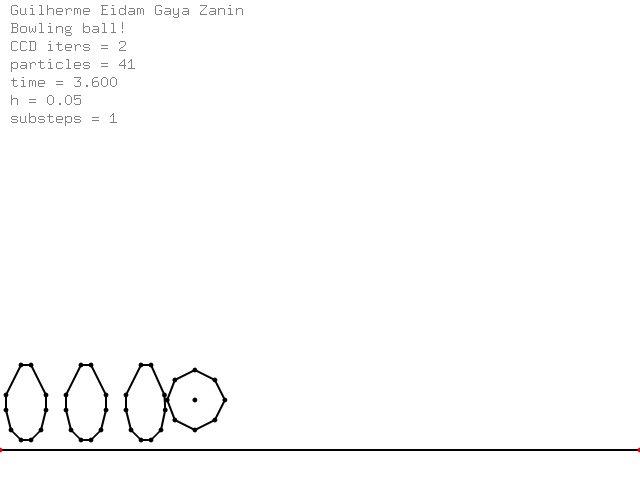 Guilherme Eidam Gaya Zanin
Bowling ball!
CCD iters = 2
particles = 41
time = 3.600
h = 0.05
substeps = 1